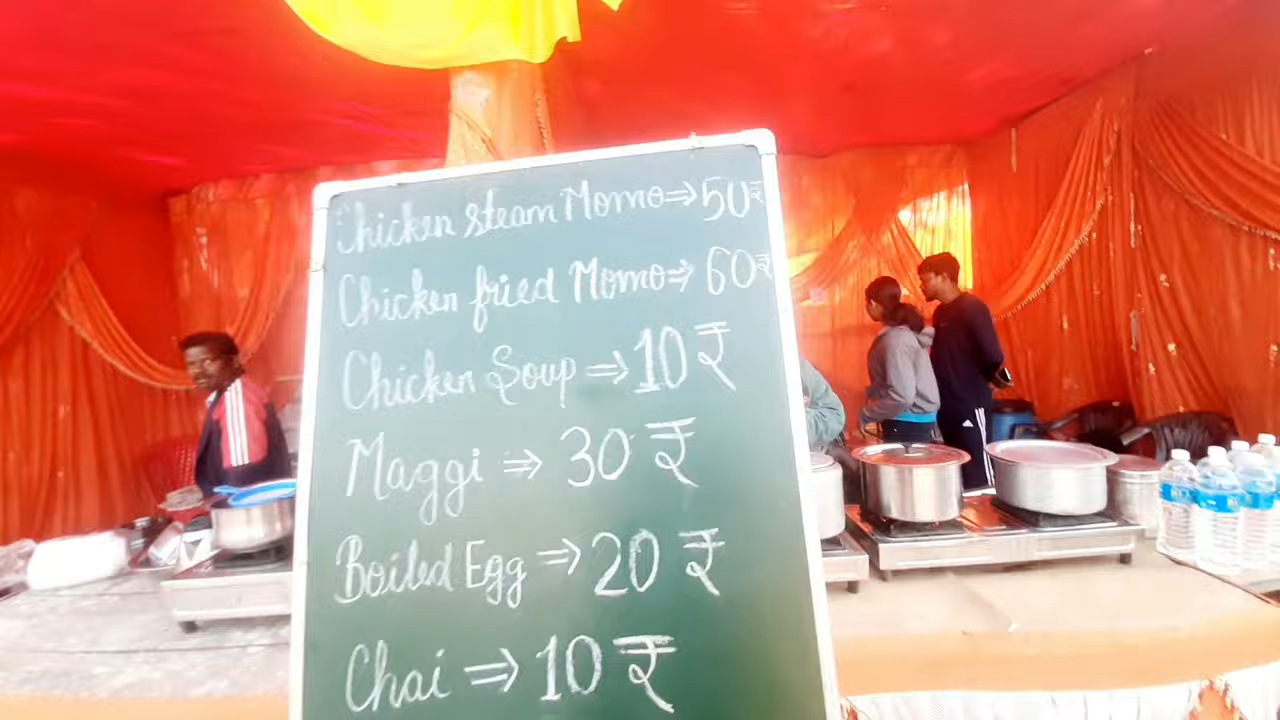 Chicken Steam Momo⇒50₹
Chicken fried Momo⇒60₹
Chicken Soup⇒10₹
Maggi⇒30₹
Boiled Egg⇒20₹
Chai⇒10₹